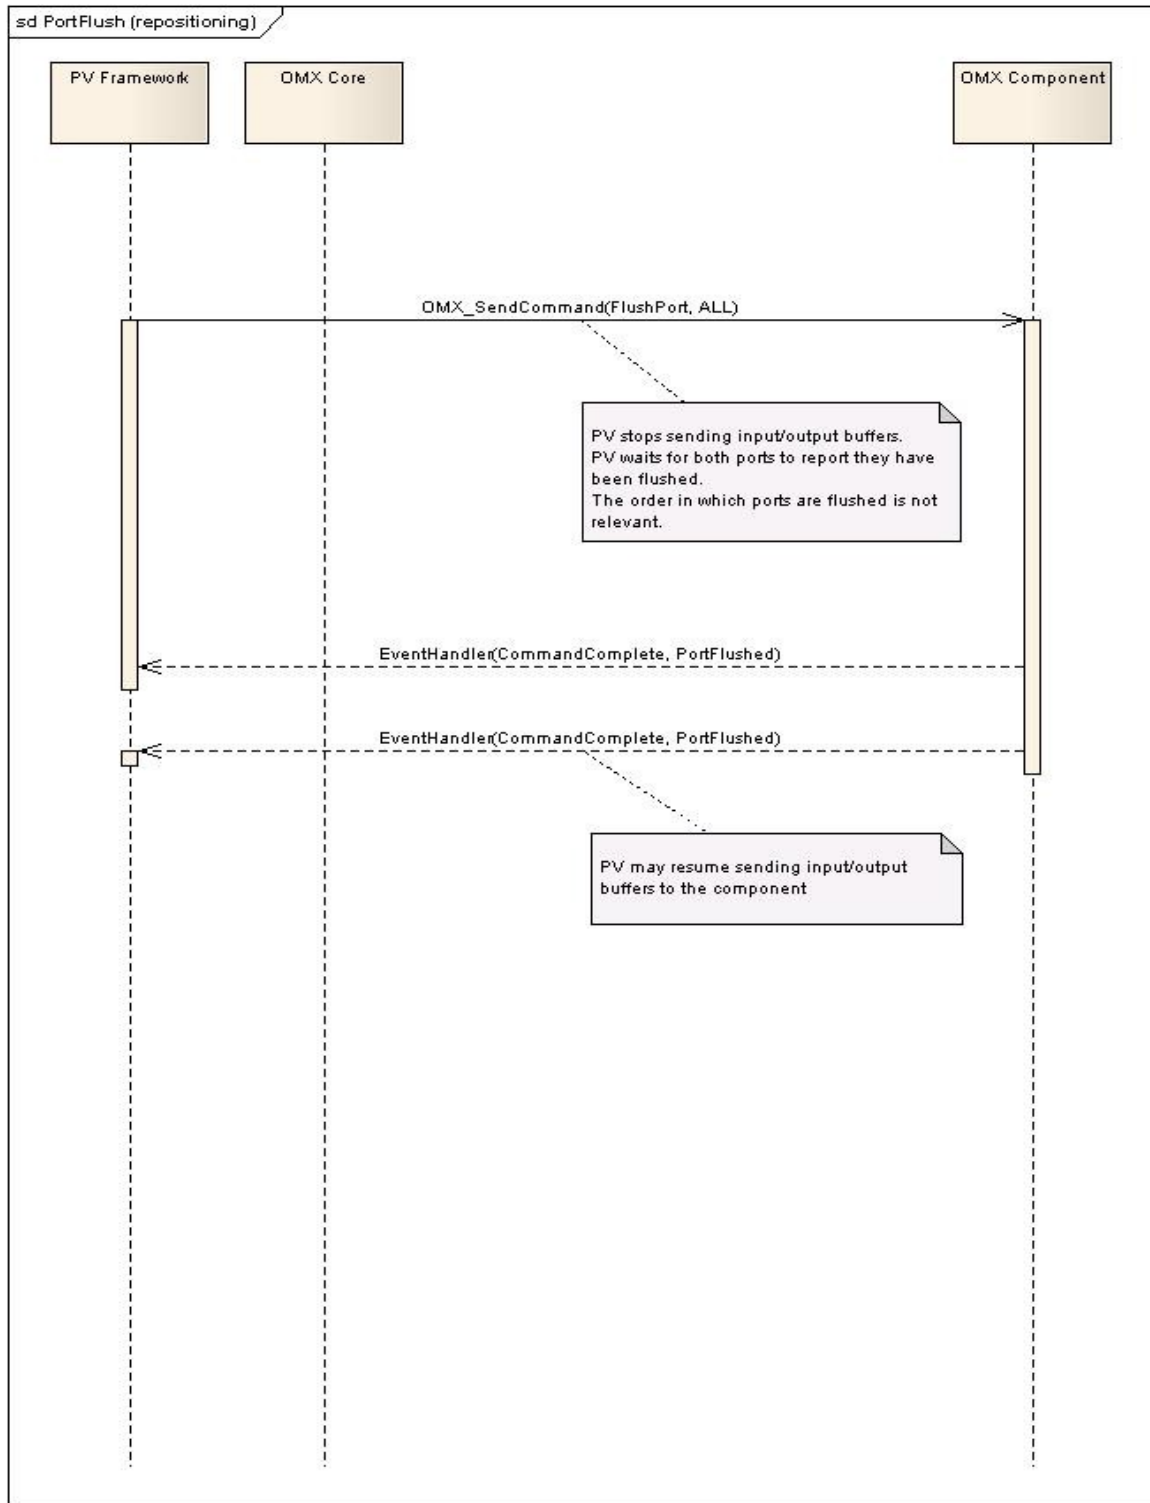 sd PortFlush (repositioning)
PV Framework
OMX Core
OMX Component
OMX_SendCommand(FlushPort, ALL)
PV stops sending input/output buffers.
PV waits for both ports to report they have
been flushed.
The order in which ports are flushed is not
relevant.
EventHandler(CommandComplete, PortFlushed)
EventHandler(CommandComplete, PortFlushed)
PV may resume sending input/output
buffers to the component